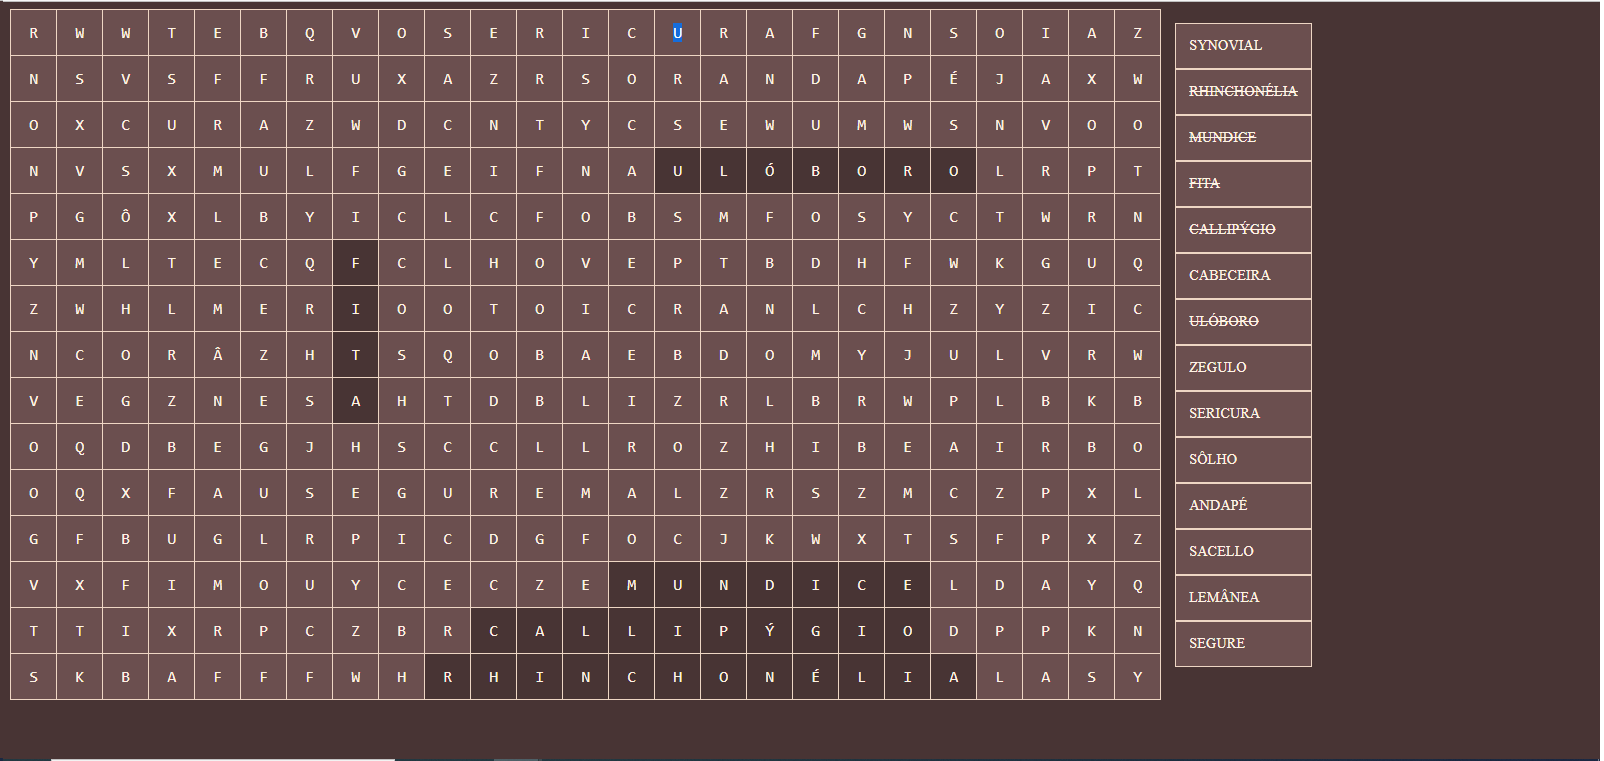 R W W T E B Q V O S E R I C U R A F G N S O I A Z
N S V S F F R U X A Z R S O R A N D A P É J A X W
O X C U R A Z W D C N T Y C S E W U M W S N V O O
N V S X M U L F G E I F N A U L Ó B O R O L R P T
P G Ô X L B Y I C L C F O B S M F O S Y C T W R N
Y M L T E C Q F C L H O V E P T B D H F W K G U Q
Z W H L M E R I O O T O I C R A N L C H Z Y Z I C
N C O R Â Z H T S Q O B A E B D O M Y J U L V R W
V E G Z N E S A H T D B L I Z R L B R W P L B K B
O Q D B E G J H S C C L L R O Z H I B E A I R B O
O Q X F A U S E G U R E M A L Z R S Z M C Z P X L
G F B U G L R P I C D G F O C J K W X T S F P X Z
V X F I M O U Y C E C Z E M U N D I C E L D A Y Q
T T I X R P C Z B R C A L L I P Ý G I O D P P K N
S K B A F F F W H R H I N C H O N É L I A L A S Y
SYNOVIAL
RHINCHONÉLIA
MUNDICE
FITA
CALLIPÝGIO
CABECEIRA
ULÓBORO
ZEGULO
SERICURA
SÔLHO
ANDAPÉ
SACELLO
LEMÂNEA
SEGURE